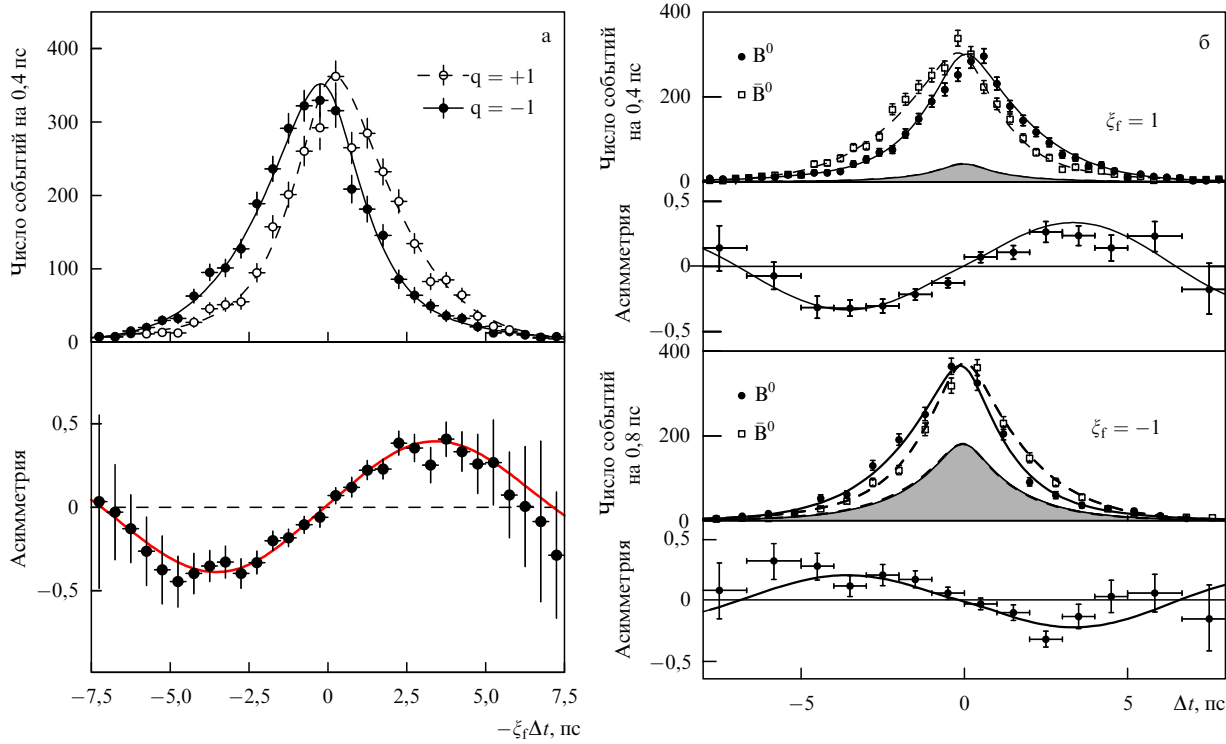 а
400
300
200
100
0
Число событий на 0,4 пс
q = +1
q = −1
0,5
0
−0,5
Асимметрия
−7,5 −5,0 −2,5 0 2,5 5,0 7,5
−ξf∆t, пс
б
400
200
0
Число событий
на 0,4 пс
B⁰
B̄⁰
ξf = 1
0,5
0
−0,5
Асимметрия
400
200
0
Число событий
на 0,8 пс
B⁰
B̄⁰
ξf = −1
0,5
0
−0,5
Асимметрия
−5 0 5 ∆t, пс